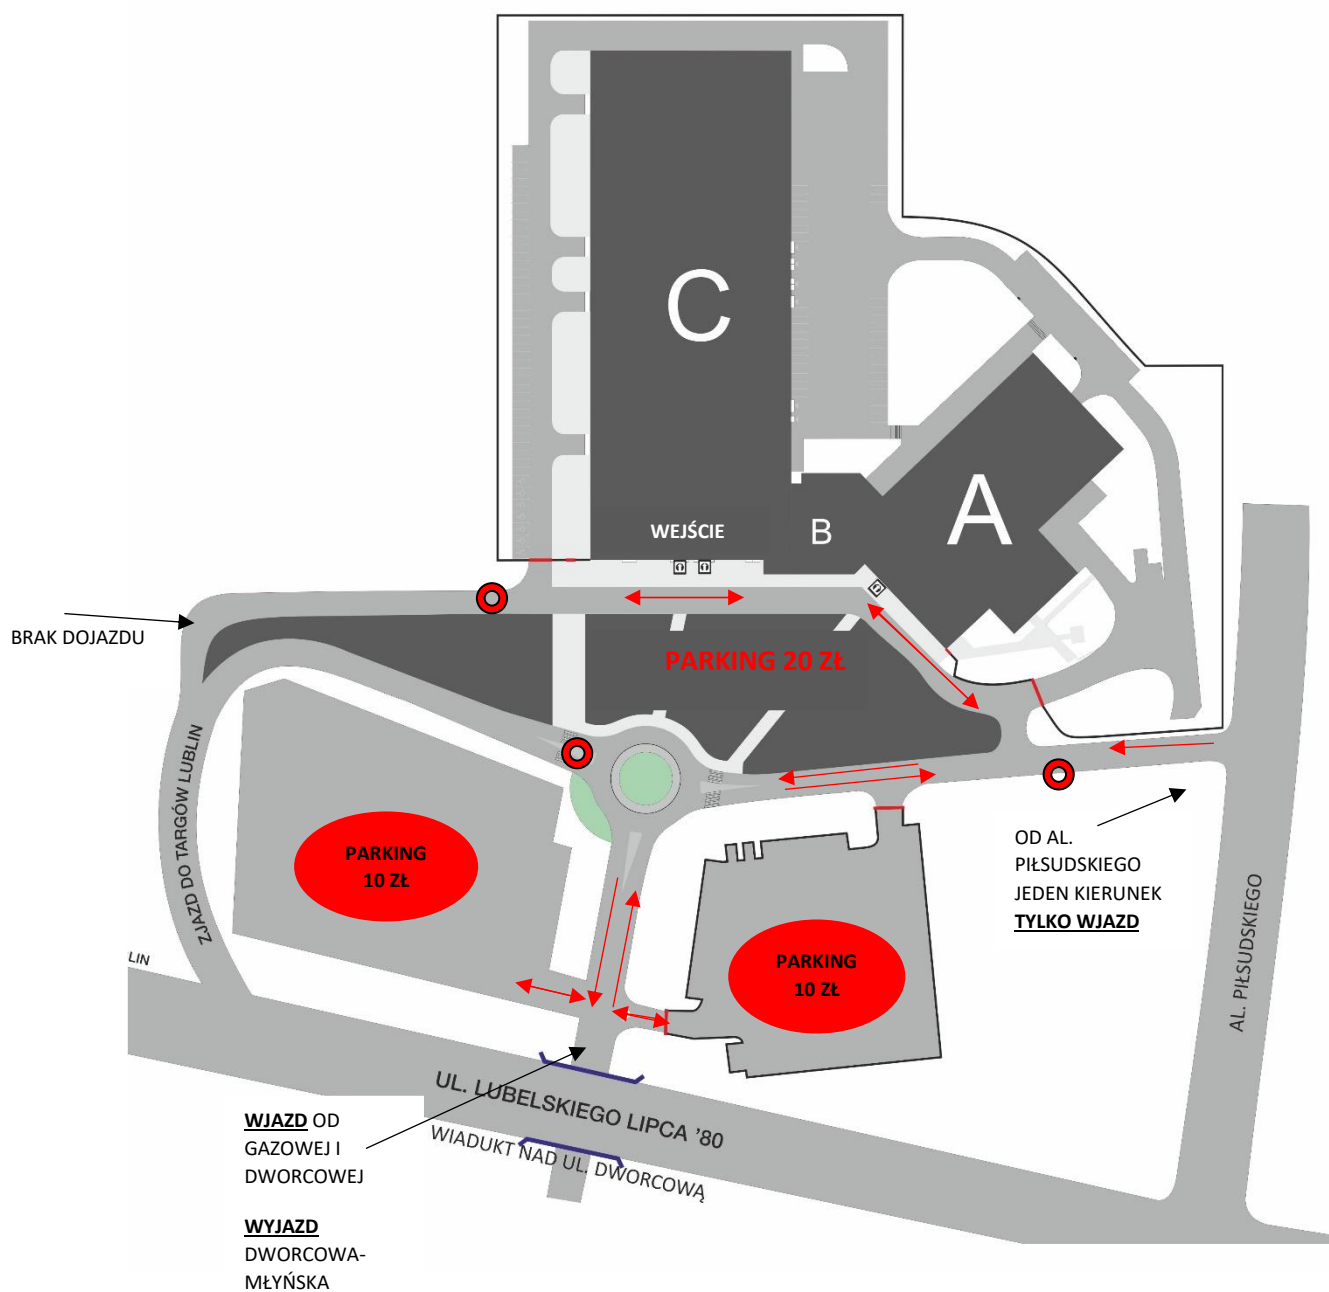 C
A
B
WEJŚCIE
BRAK DOJAZDU
PARKING 20 ZŁ
ZJAZD DO TARGÓW LUBLIN
PARKING
10 ZŁ
PARKING
10 ZŁ
OD AL.
PIŁSUDSKIEGO
JEDEN KIERUNEK
TYLKO WJAZD
AL. PIŁSUDSKIEGO
LIN
UL. LUBELSKIEGO LIPCA ’80
WIADUKT NAD UL. DWORCOWĄ
WJAZD OD
GAZOWEJ I
DWORCOWEJ
WYJAZD
DWORCOWA-
MŁYŃSKA